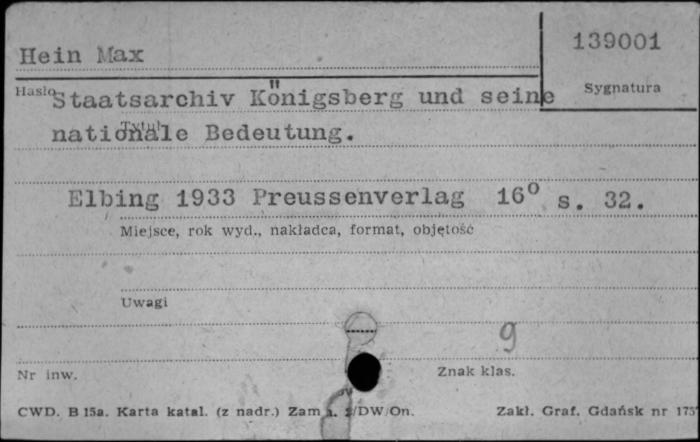 Hein Max
139001
Hasło
Sygnatura
Staatsarchiv Königsberg und seine
Tytuł
nationale Bedeutung.
Elbing 1933 Preussenverlag 16° s. 32.
Miejsce, rok wyd., nakładca, format, objętość
Uwagi
9
Nr inw.
Znak klas.
CWD. B 15a. Karta katal. (z nadr.) Zam /DW/On.
Zakł. Graf. Gdańsk nr 175